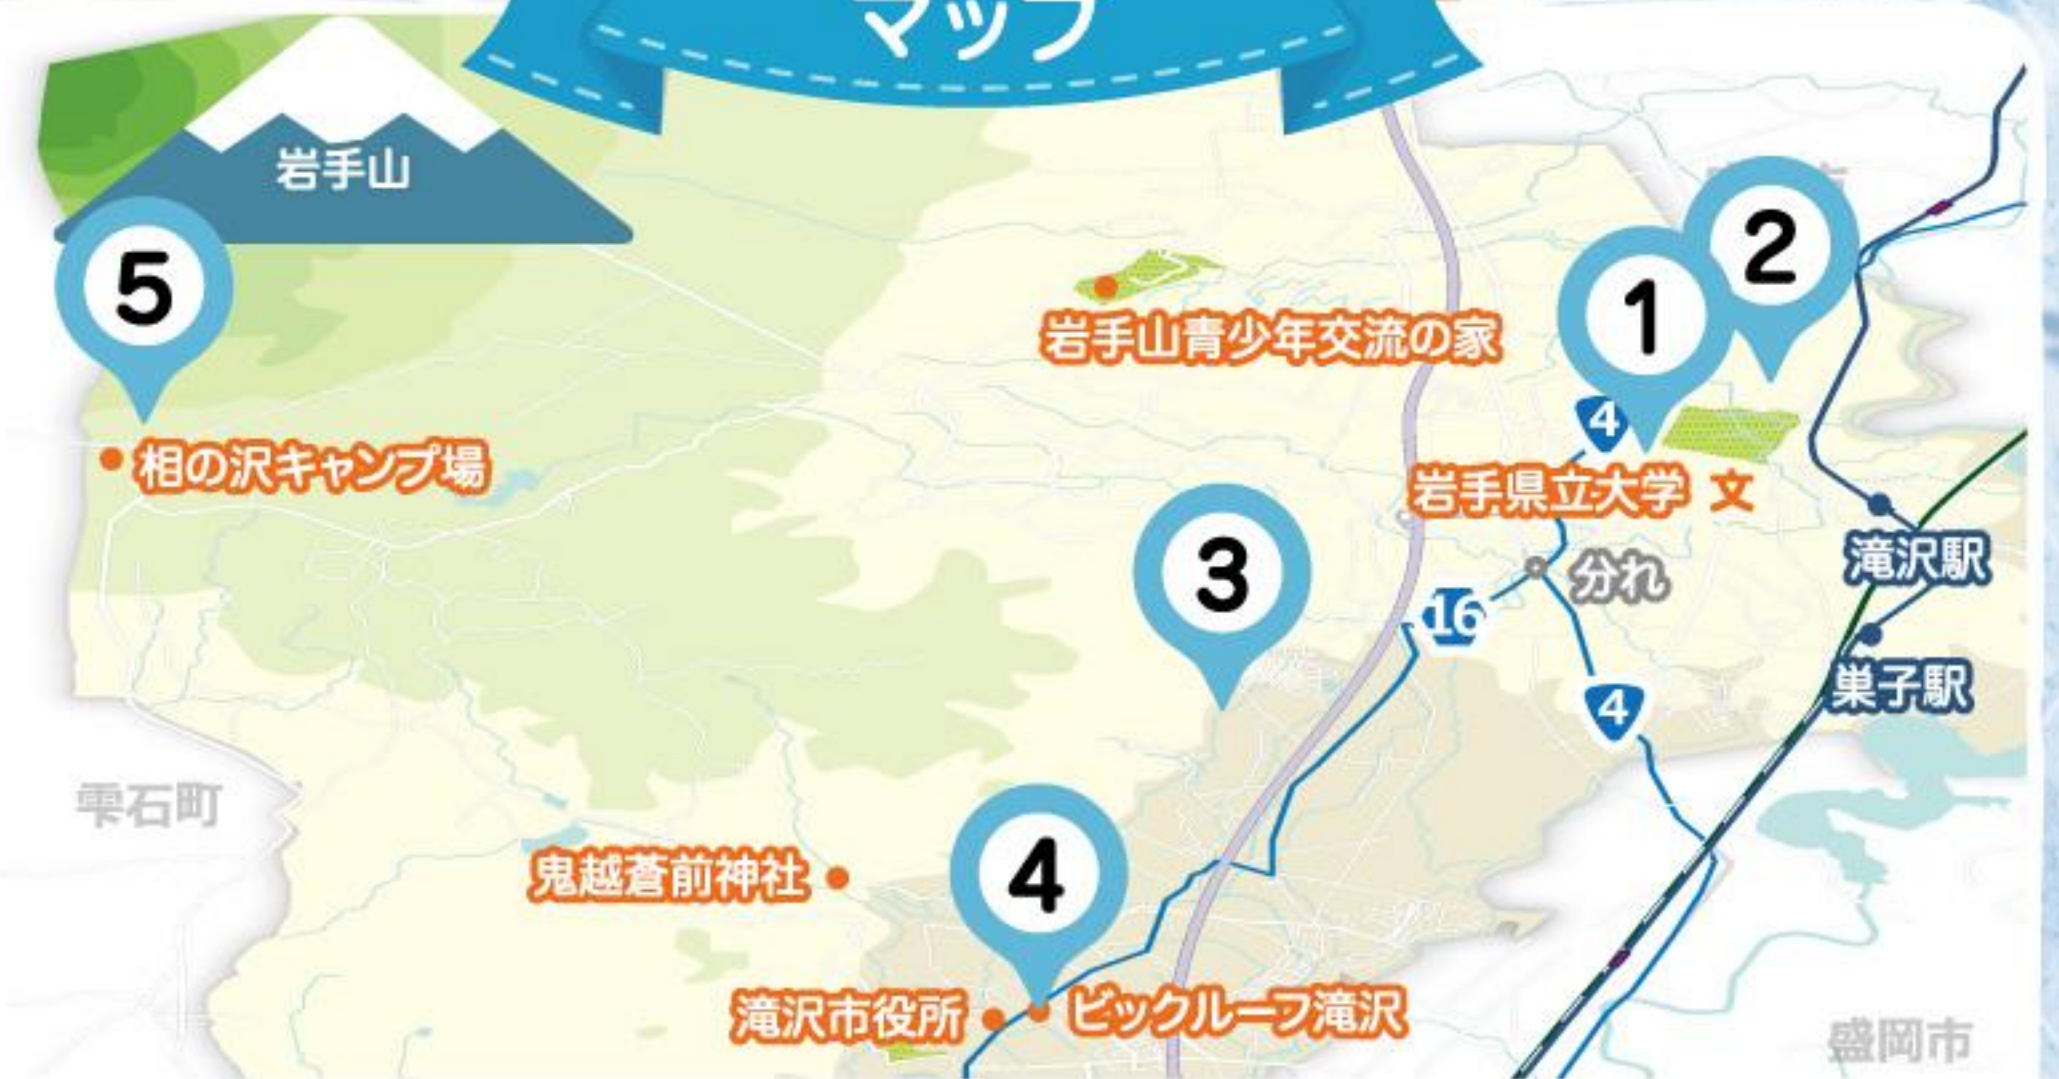 マップ
岩手山
5
2
1
岩手山青少年交流の家
4
相の沢キャンプ場
岩手県立大学
文
3
滝沢駅
分れ
16
巣子駅
4
雫石町
4
鬼越蒼前神社
滝沢市役所
ビックルーフ滝沢
盛岡市